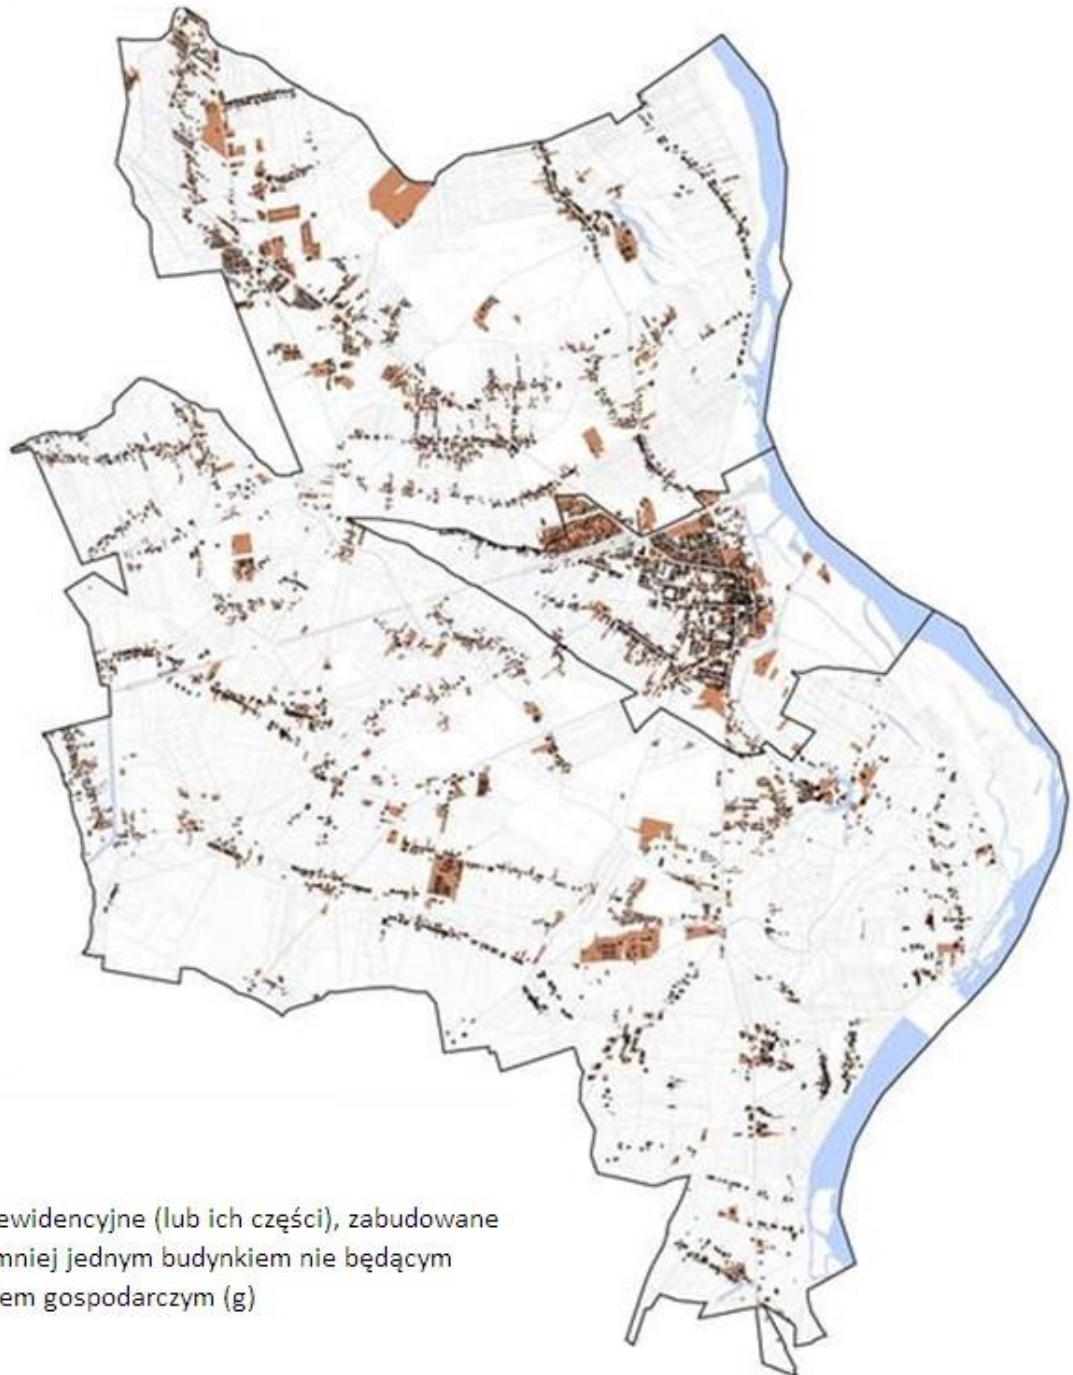 ewidencyjne (lub ich części), zabudowane
mniej jednym budynkiem nie będącym
em gospodarczym (g)